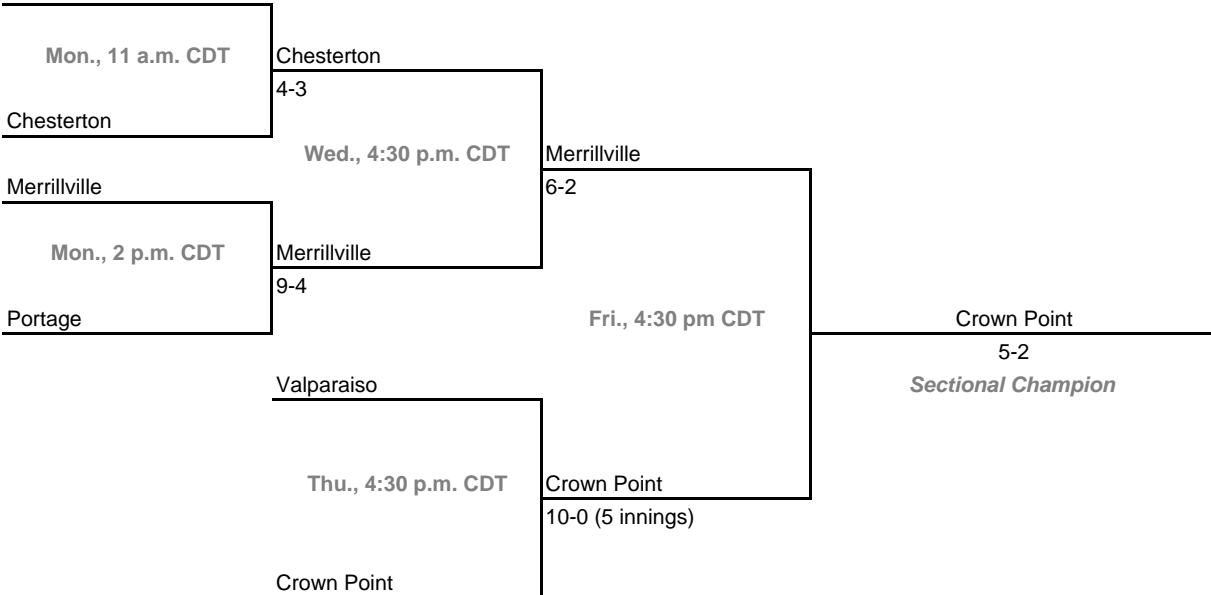 Mon., 11 a.m. CDT
Chesterton
4-3
Chesterton
Wed., 4:30 p.m. CDT
Merrillville
6-2
Merrillville
Mon., 2 p.m. CDT
Merrillville
9-4
Portage
Fri., 4:30 pm CDT
Crown Point
5-2
Sectional Champion
Valparaiso
Thu., 4:30 p.m. CDT
Crown Point
10-0 (5 innings)
Crown Point